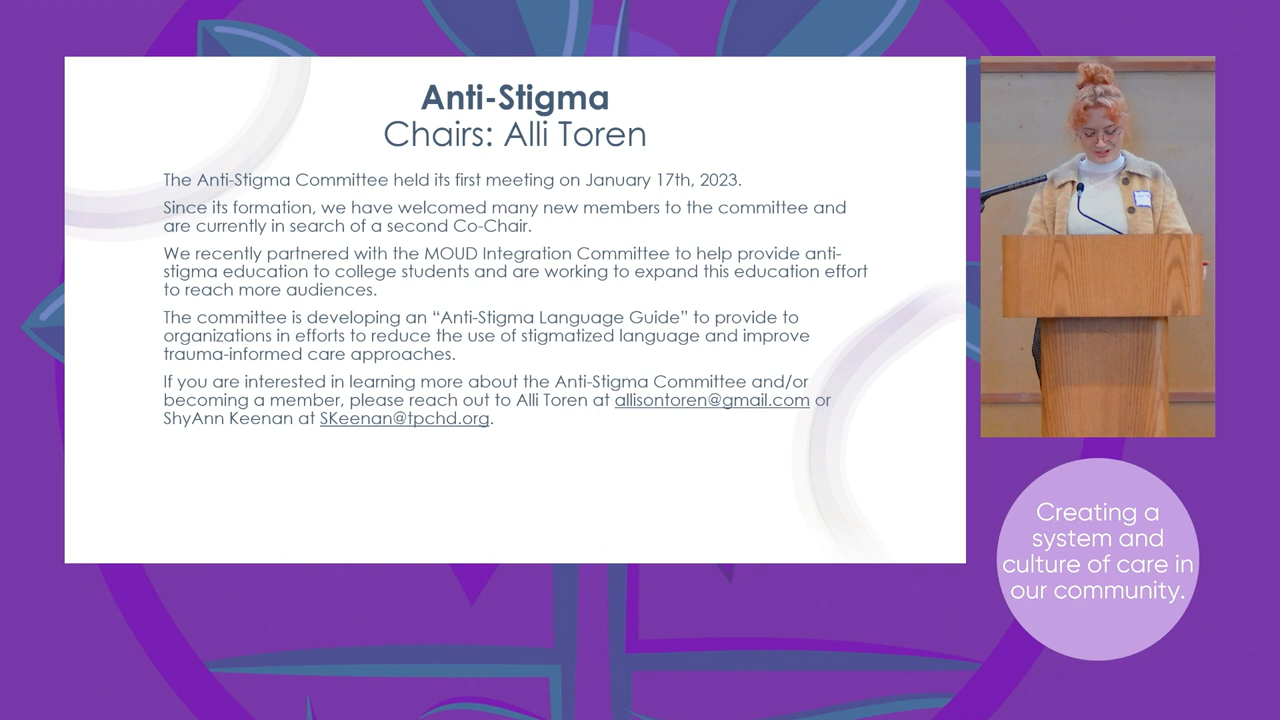 Anti-Stigma
Chairs: Alli Toren
The Anti-Stigma Committee held its first meeting on January 17th, 2023.
Since its formation, we have welcomed many new members to the committee and
are currently in search of a second Co-Chair.
We recently partnered with the MOUD Integration Committee to help provide anti-
stigma education to college students and are working to expand this education effort
to reach more audiences.
The committee is developing an “Anti-Stigma Language Guide” to provide to
organizations in efforts to reduce the use of stigmatized language and improve
trauma-informed care approaches.
If you are interested in learning more about the Anti-Stigma Committee and/or
becoming a member, please reach out to Alli Toren at allisontoren@gmail.com or
ShyAnn Keenan at SKeenan@tpchd.org.
Creating a
system and
culture of care in
our community.